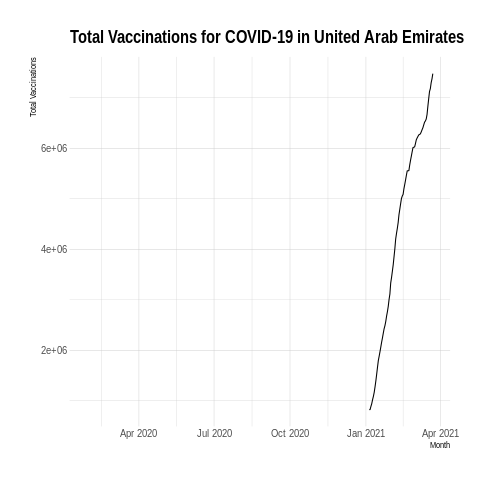 Total Vaccinations for COVID-19 in United Arab Emirates
Total Vaccinations
6e+06
4e+06
2e+06
Apr 2020 Jul 2020 Oct 2020 Jan 2021 Apr 2021
Month